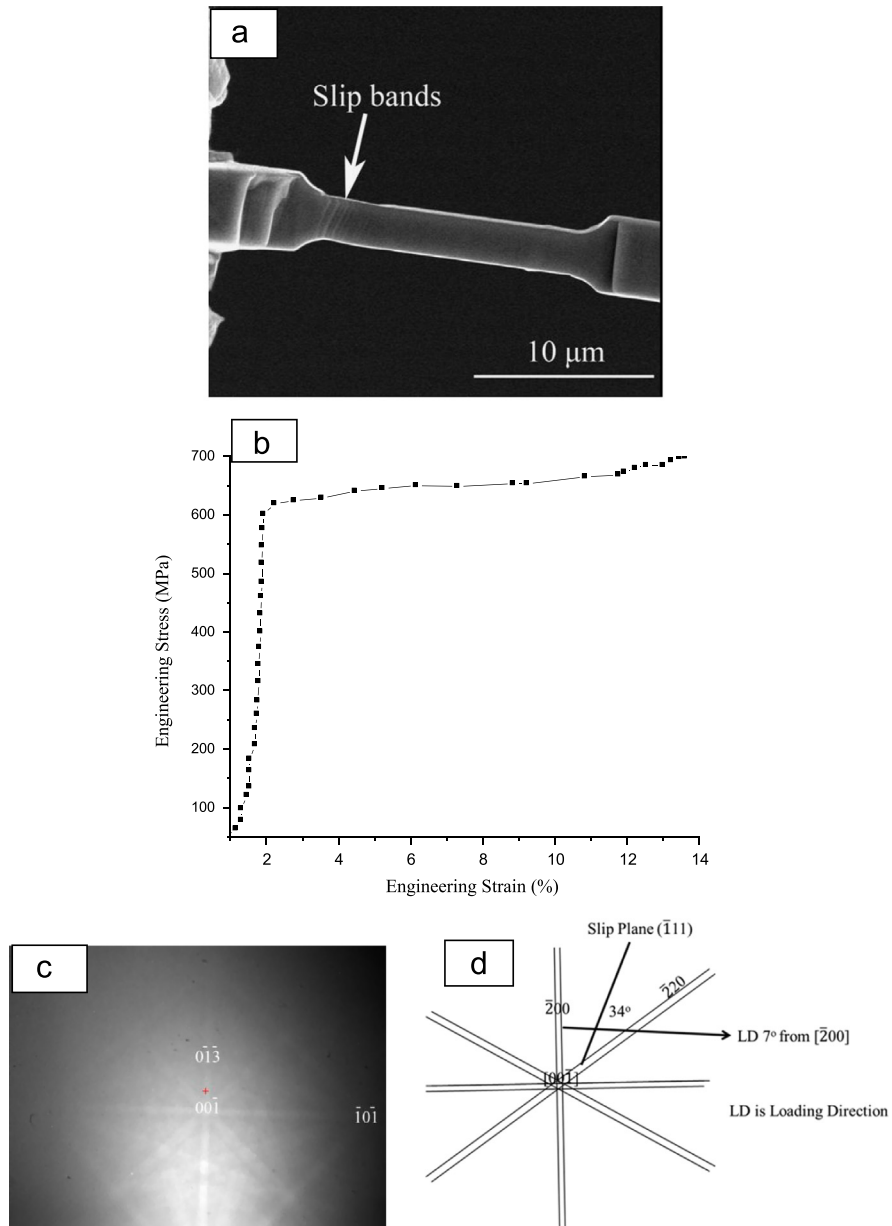 a
Slip bands
10 μm
b
700
600
500
400
300
200
100
Engineering Stress (MPa)
2 4 6 8 10 12 14
Engineering Strain (%)
c
01̄3̄
001̄
1̄01̄
d
Slip Plane (1̄11)
2̄00
34°
2̄20
LD 7° from [2̄00]
[001̄]
LD is Loading Direction